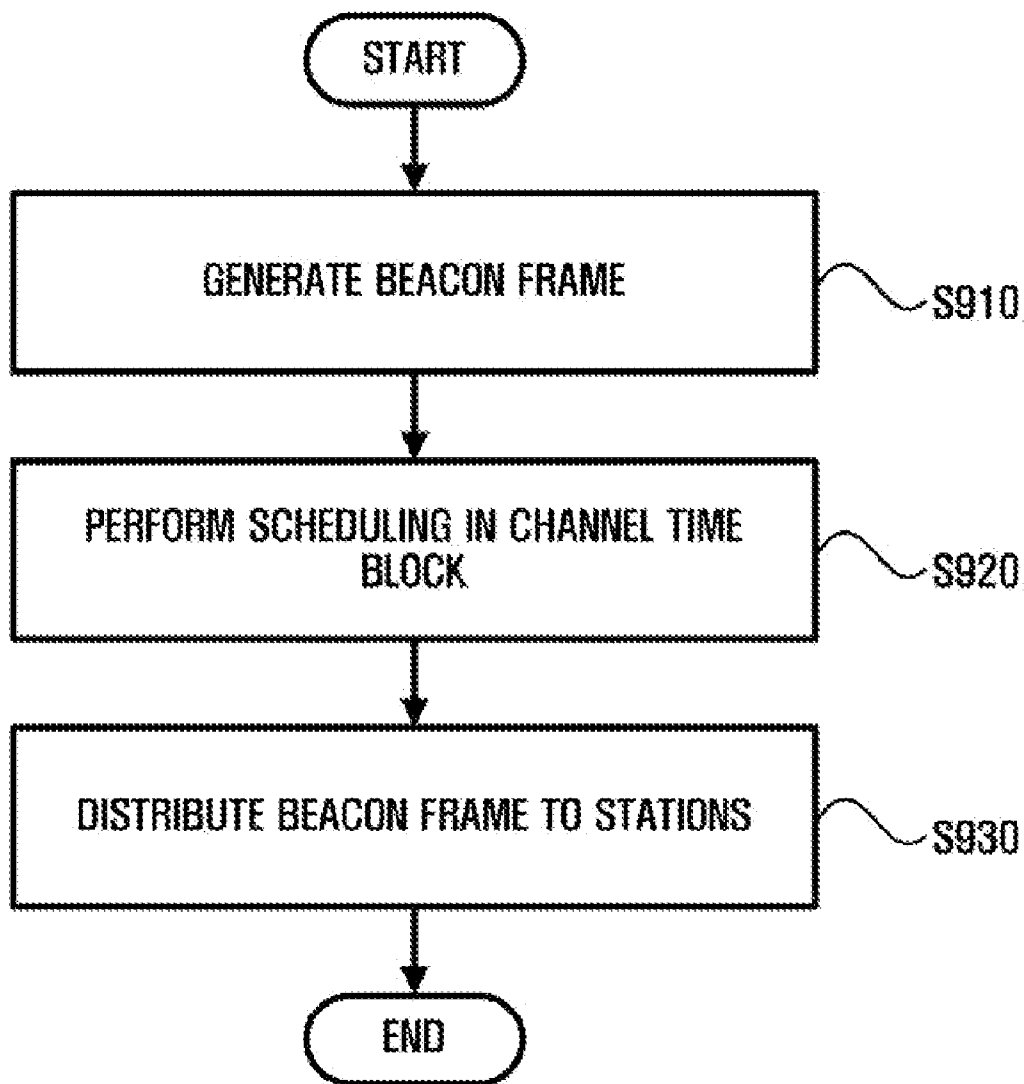 START
GENERATE BEACON FRAME
S910
PERFORM SCHEDULING IN CHANNEL TIME
BLOCK
S920
DISTRIBUTE BEACON FRAME TO STATIONS
S930
END